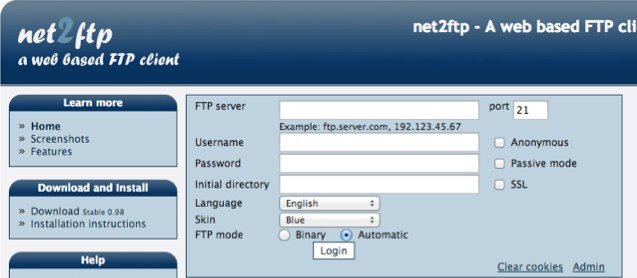 net2ftp
a web based FTP client
net2ftp - A web based FTP cli
Learn more
» Home
» Screenshots
» Features
Download and Install
» Download Stable 0.98
» Installation instructions
Help
FTP server port 21
Example: ftp.server.com, 192.123.45.67
Username Anonymous
Password Passive mode
Initial directory SSL
Language English
Skin Blue
FTP mode Binary Automatic
Login
Clear cookies Admin